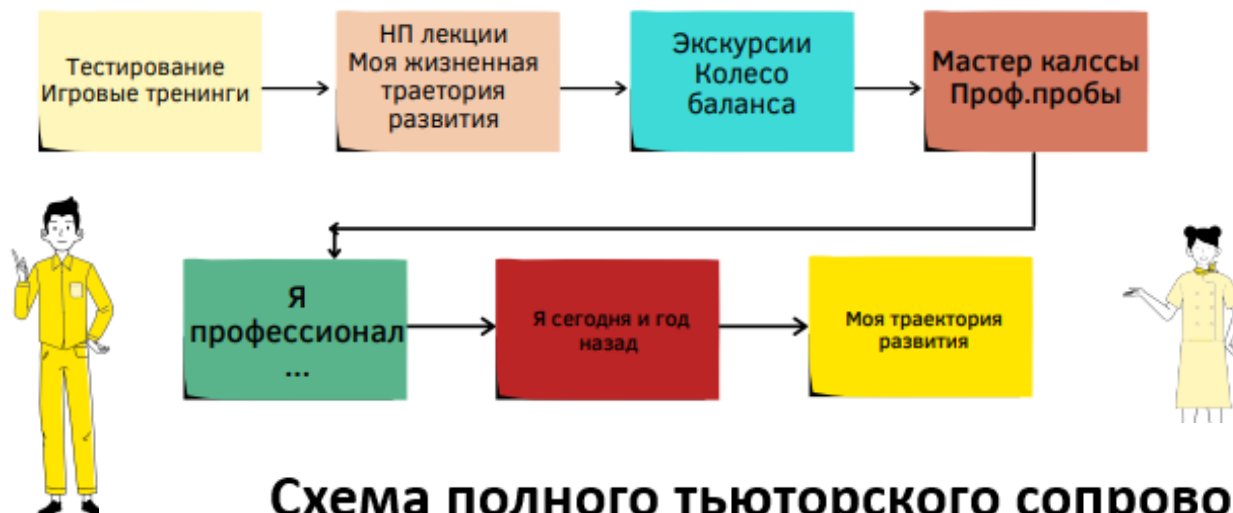 Тестирование
Игровые тренинги
НП лекции
Моя жизненная
траетория
развития
Экскурсии
Колесо
баланса
Мастер калссы
Проф.пробы
Я
профессионал
...
Я сегодня и год
назад
Моя траектория
развития
Схема полного тьюторского сопрово